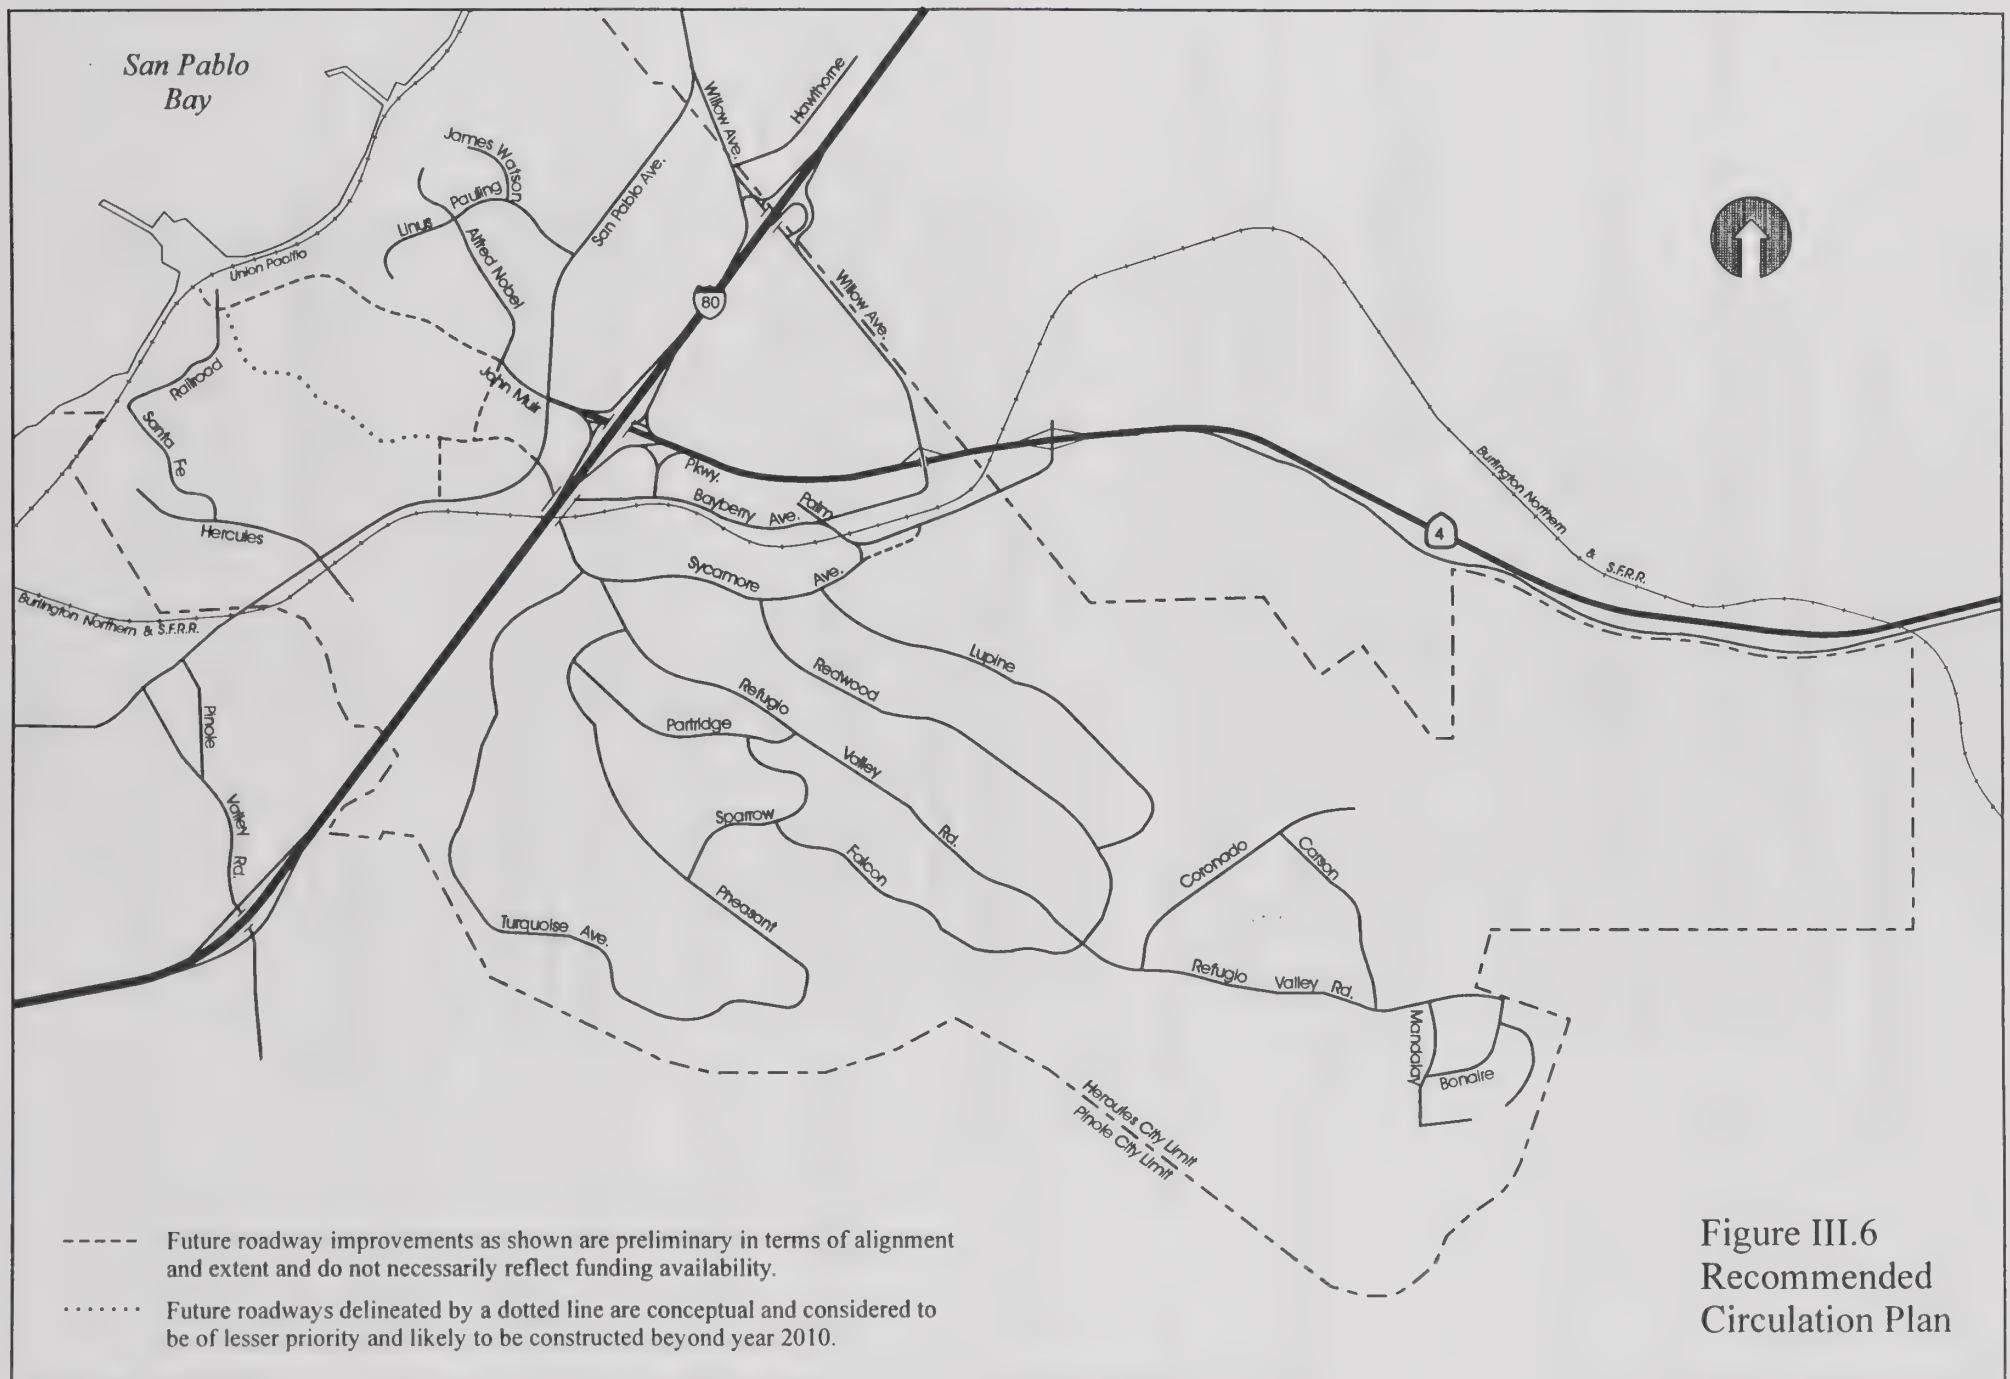 San Pablo
Bay
Willow Ave.
Hawthorne
James Watson
Linus Pauling
Alfred Nobel
San Pablo Ave.
Union Pacific
80
Willow Ave.
Railroad
Santa Fe
John Muir
Pkwy.
Bayberry Ave.
Palm
Hercules
Sycamore Ave.
Burlington Northern & S.F.R.R.
4
Burlington Northern & S.F.R.R.
Lupine
Redwood
Refugio Valley Rd.
Partridge
Pinole Valley Rd.
Sparrow
Falcon
Coronado
Carson
Pheasant
Turquoise Ave.
Refugio Valley Rd.
Mandalay
Bonaire
Hercules City Limit
Pinole City Limit
Future roadway improvements as shown are preliminary in terms of alignment
and extent and do not necessarily reflect funding availability.
Future roadways delineated by a dotted line are conceptual and considered to
be of lesser priority and likely to be constructed beyond year 2010.
Figure III.6
Recommended
Circulation Plan